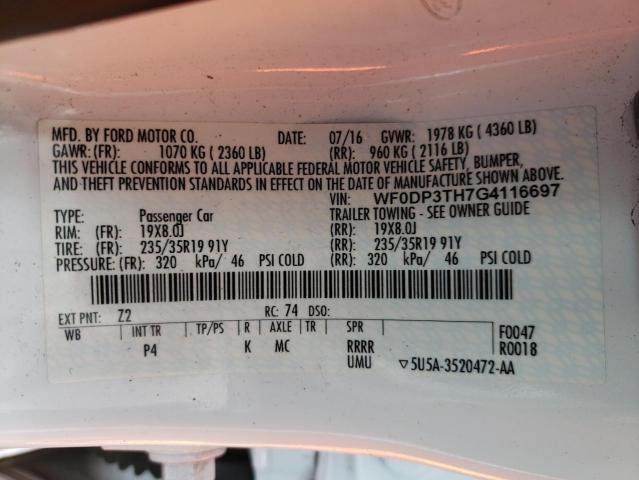 MFD. BY FORD MOTOR CO. DATE: 07/16 GVWR: 1978 KG ( 4360 LB)
GAWR: (FR): 1070 KG ( 2360 LB) (RR): 960 KG ( 2116 LB)
THIS VEHICLE CONFORMS TO ALL APPLICABLE FEDERAL MOTOR VEHICLE SAFETY, BUMPER,
AND THEFT PREVENTION STANDARDS IN EFFECT ON THE DATE OF MANUFACTURE SHOWN ABOVE.
VIN: WF0DP3TH7G4116697
TYPE: Passenger Car TRAILER TOWING - SEE OWNER GUIDE
RIM: (FR): 19X8.0J (RR): 19X8.0J
TIRE: (FR): 235/35R19 91Y (RR): 235/35R19 91Y
PRESSURE: (FR): 320 kPa/ 46 PSI COLD (RR): 320 kPa/ 46 PSI COLD
EXT PNT: Z2 RC: 74 DSO:
WB INT TR TP/PS R AXLE TR SPR F0047
P4 K MC RRRR R0018
UMU ▽5U5A-3520472-AA